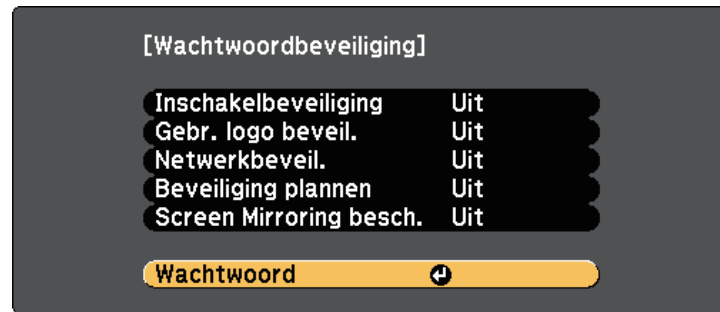 [Wachtwoordbeveiliging]
Inschakelbeveiliging Uit
Gebr. logo beveil. Uit
Netwerkbeveil. Uit
Beveiliging plannen Uit
Screen Mirroring besch. Uit
Wachtwoord